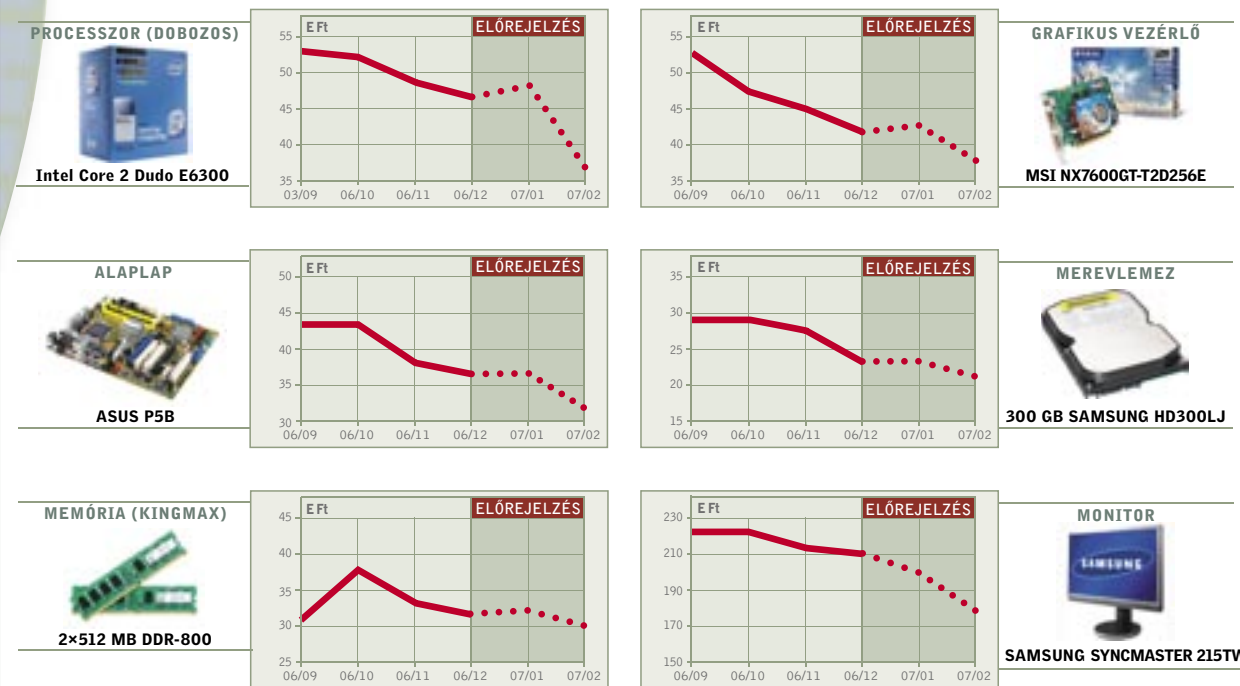 PROCESSZOR (DOBOZOS)
Intel Core 2 Dudo E6300
E Ft
ELŐREJELZÉS
55
50
45
40
35
03/09 06/10 06/11 06/12 07/01 07/02
E Ft
ELŐREJELZÉS
55
50
45
40
35
06/09 06/10 06/11 06/12 07/01 07/02
GRAFIKUS VEZÉRLŐ
MSI NX7600GT-T2D256E
ALAPLAP
ASUS P5B
E Ft
ELŐREJELZÉS
50
45
40
35
30
06/09 06/10 06/11 06/12 07/01 07/02
E Ft
ELŐREJELZÉS
35
30
25
20
15
06/09 06/10 06/11 06/12 07/01 07/02
MEREVLEMEZ
300 GB SAMSUNG HD300LJ
MEMÓRIA (KINGMAX)
2×512 MB DDR-800
E Ft
ELŐREJELZÉS
45
40
35
30
25
06/09 06/10 06/11 06/12 07/01 07/02
E Ft
ELŐREJELZÉS
230
210
190
170
150
06/09 06/10 06/11 06/12 07/01 07/02
MONITOR
SAMSUNG
SAMSUNG SYNCMASTER 215TW